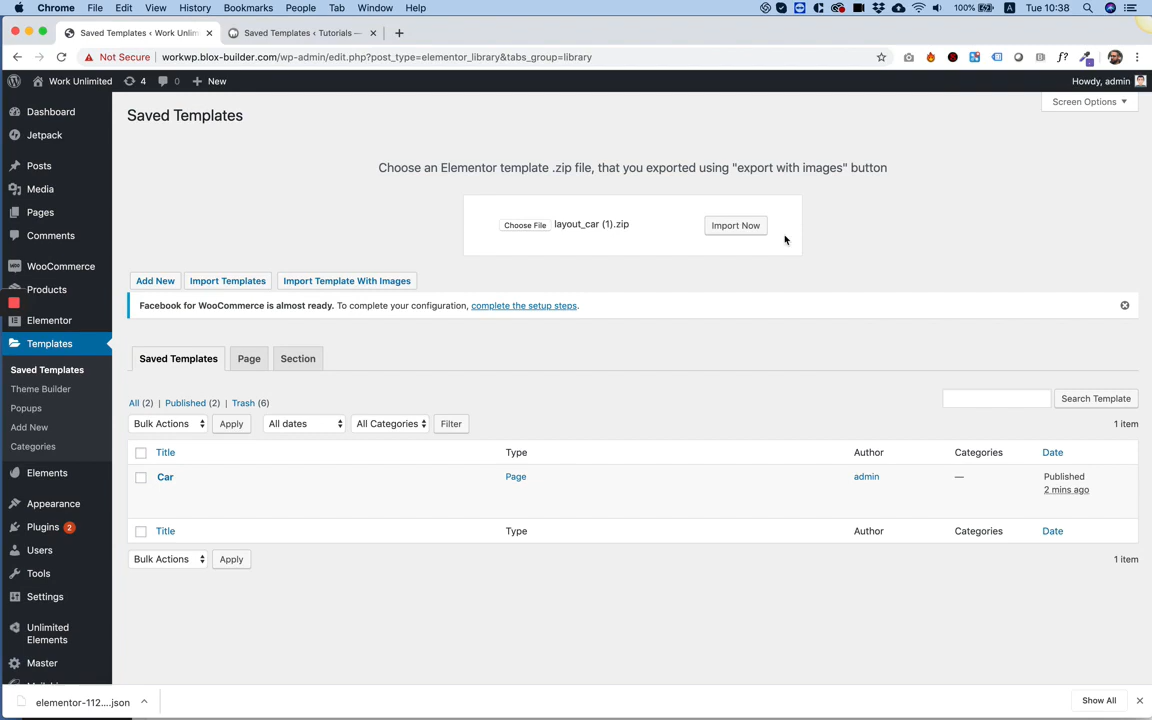 Chrome File Edit View History Bookmarks People Tab Window Help 100% A Tue 10:38
Saved Templates ‹ Work Unlim
Saved Templates ‹ Tutorials —
Not Secure workwp.blox-builder.com/wp-admin/edit.php?post_type=elementor_library&tabs_group=library
f?
Work Unlimited 4 0 New Howdy, admin
Dashboard
Jetpack
Posts
Media
Pages
Comments
WooCommerce
Products
Elementor
Templates
Saved Templates
Theme Builder
Popups
Add New
Categories
Elements
Appearance
Plugins 2
Users
Tools
Settings
Unlimited
Elements
Master
Screen Options
Saved Templates
Choose an Elementor template .zip file, that you exported using "export with images" button
Choose File layout_car (1).zip Import Now
Add New Import Templates Import Template With Images
Facebook for WooCommerce is almost ready. To complete your configuration, complete the setup steps.
Saved Templates Page Section
All (2) | Published (2) | Trash (6)
Search Template
Bulk Actions Apply All dates All Categories Filter 1 item
Title Type Author Categories Date
Car Page admin — Published
2 mins ago
Title Type Author Categories Date
Bulk Actions Apply 1 item
elementor-112....json Show All